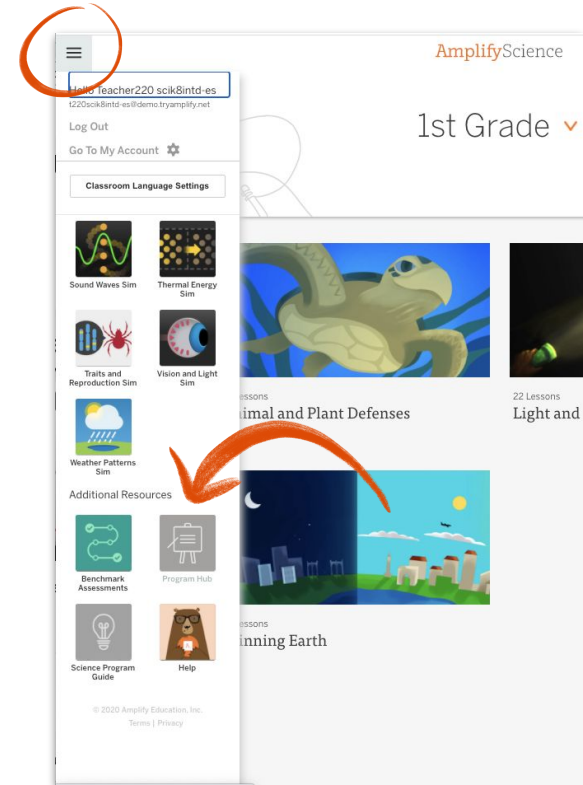 AmplifyScience
Hello Teacher220 scik8intd-es
t220scik8intd-es@demo.tryamplify.net
Log Out
Go To My Account
Classroom Language Settings
1st Grade
Sound Waves Sim
Thermal Energy
Sim
Traits and
Reproduction Sim
Vision and Light
Sim
Weather Patterns
Sim
Additional Resources
Benchmark
Assessments
Program Hub
Science Program
Guide
Help
© 2020 Amplify Education, Inc.
Terms | Privacy
essons
imal and Plant Defenses
22 Lessons
Light and
essons
inning Earth